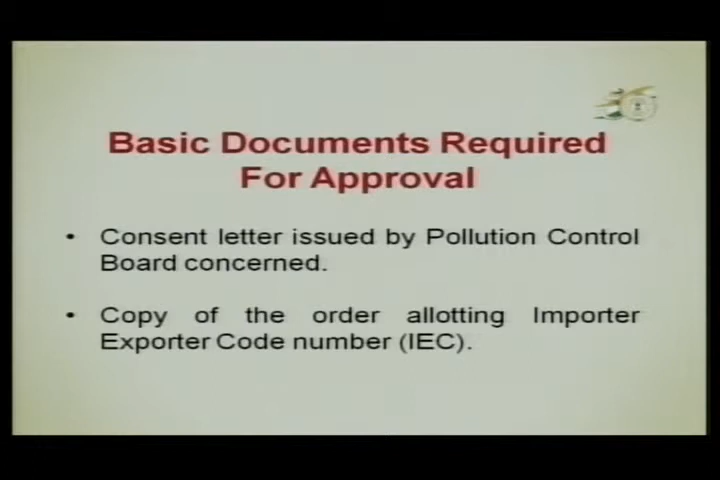 Basic Documents Required
For Approval
• Consent letter issued by Pollution Control
Board concerned.
• Copy of the order allotting Importer
Exporter Code number (IEC).